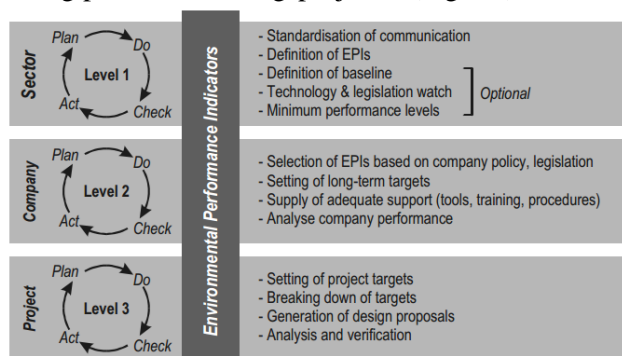 Sector
Plan
Do
Level 1
Act
Check
Company
Plan
Do
Level 2
Act
Check
Project
Plan
Do
Level 3
Act
Check
Environmental Performance Indicators
- Standardisation of communication
- Definition of EPIs
- Definition of baseline
- Technology & legislation watch
- Minimum performance levels
Optional
- Selection of EPIs based on company policy, legislation
- Setting of long-term targets
- Supply of adequate support (tools, training, procedures)
- Analyse company performance
- Setting of project targets
- Breaking down of targets
- Generation of design proposals
- Analysis and verification